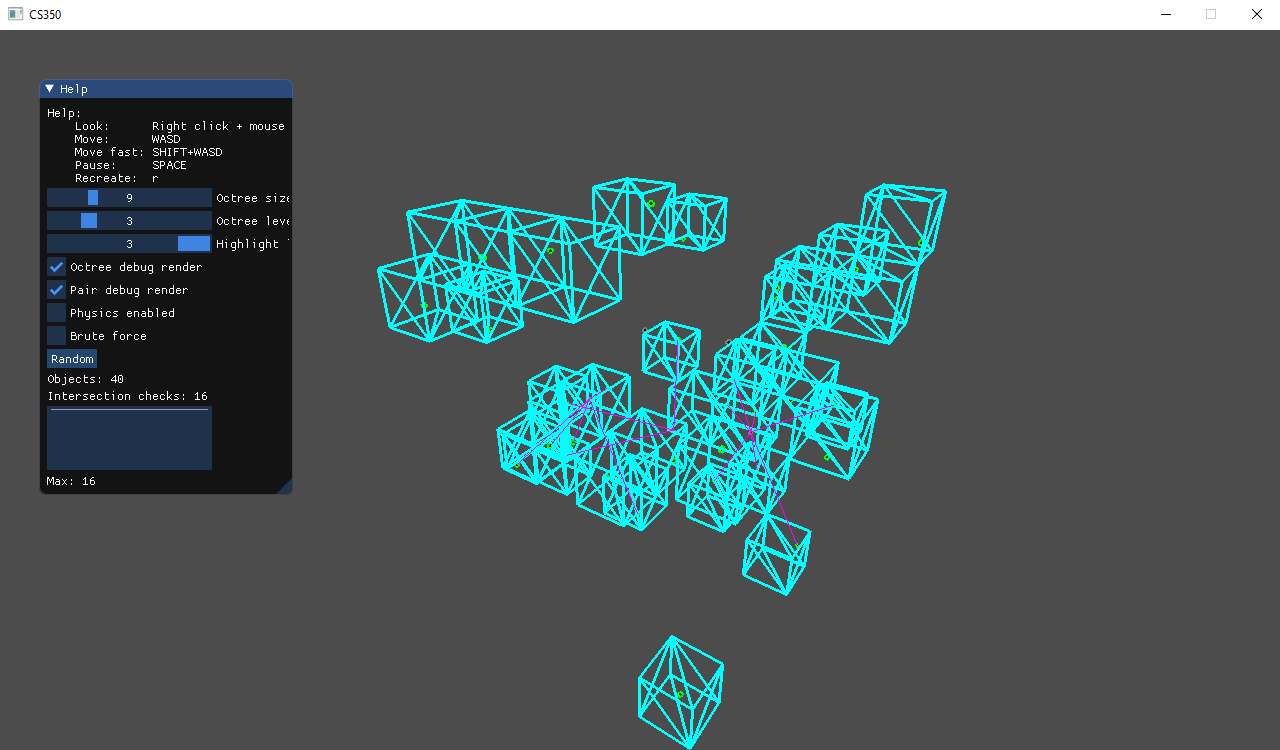 CS350
Help
Help:
Look: Right click + mouse
Move: WASD
Move fast: SHIFT+WASD
Pause: SPACE
Recreate: r
9 Octree size
3 Octree leve
3 Highlight
Octree debug render
Pair debug render
Physics enabled
Brute force
Random
Objects: 40
Intersection checks: 16
Max: 16